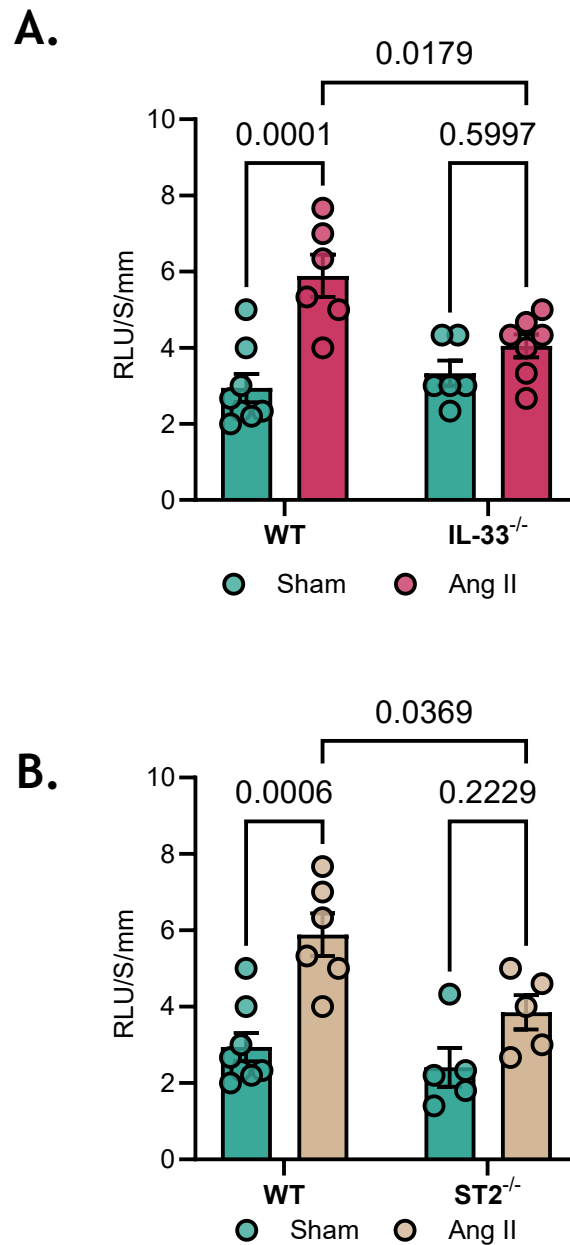 A.
0.0179
0.0001 0.5997
10
8
6
4
2
0
RLU/S/mm
WT IL-33-/-
Sham Ang II
B.
0.0369
0.0006 0.2229
10
8
6
4
2
0
RLU/S/mm
WT ST2-/-
Sham Ang II